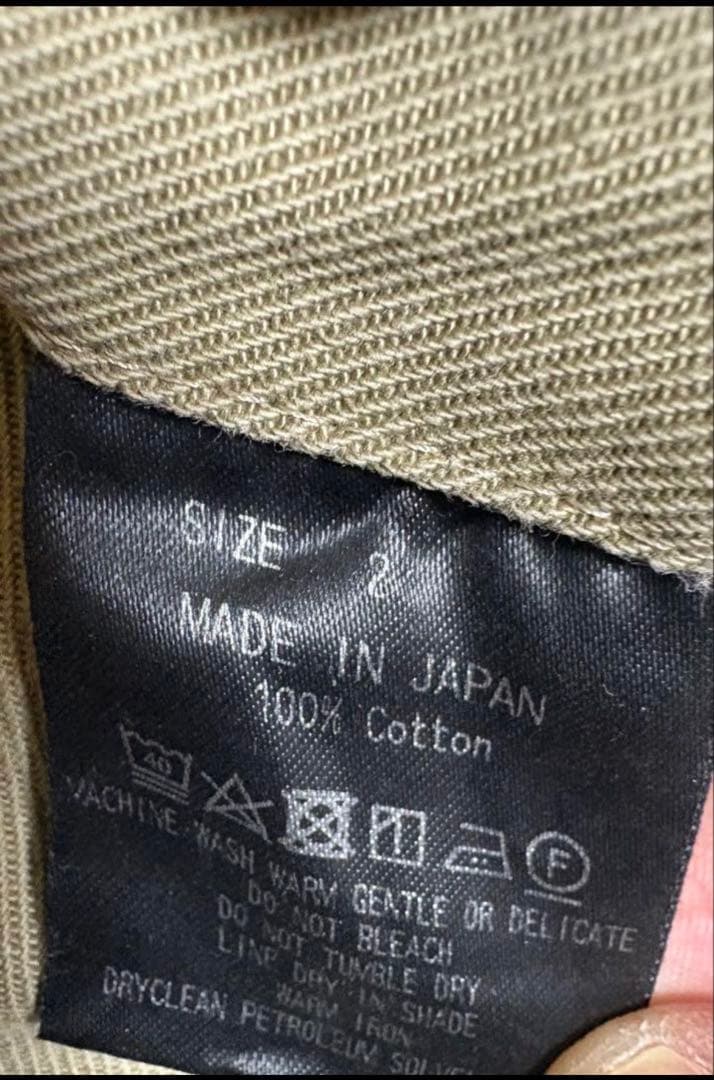 SIZE 2
MADE IN JAPAN
100% Cotton
40 F
MACHINE WASH WARM GENTLE OR DELICATE
DO NOT BLEACH
DO NOT TUMBLE DRY
LINE DRY IN SHADE
WARM IRON
DRYCLEAN PETROLEUM